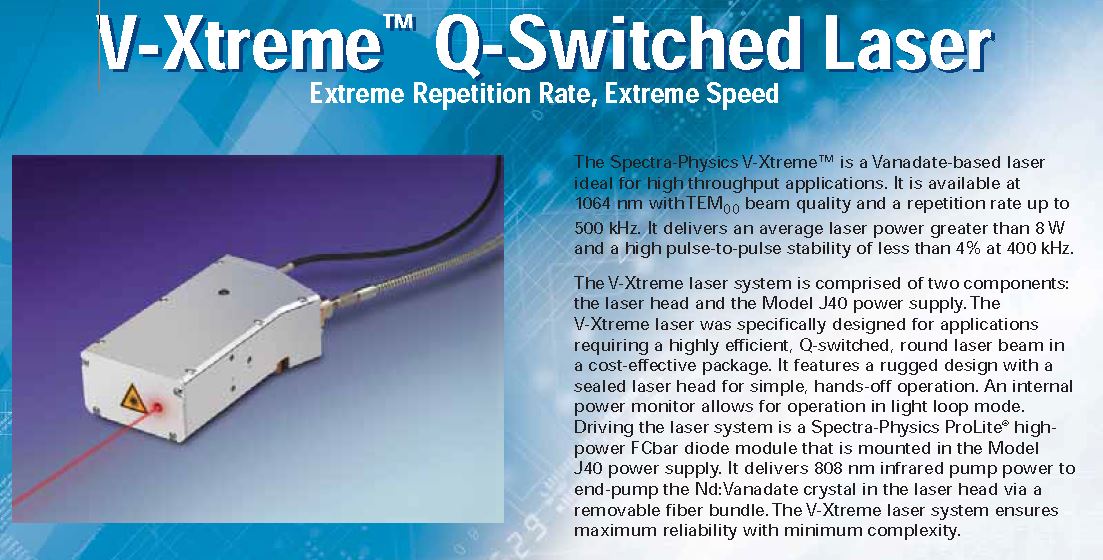 V-Xtreme™ Q-Switched Laser
Extreme Repetition Rate, Extreme Speed
The Spectra-Physics V-Xtreme™ is a Vanadate-based laser
ideal for high throughput applications. It is available at
1064 nm with TEM₀₀ beam quality and a repetition rate up to
500 kHz. It delivers an average laser power greater than 8 W
and a high pulse-to-pulse stability of less than 4% at 400 kHz.
The V-Xtreme laser system is comprised of two components:
the laser head and the Model J40 power supply. The
V-Xtreme laser was specifically designed for applications
requiring a highly efficient, Q-switched, round laser beam in
a cost-effective package. It features a rugged design with a
sealed laser head for simple, hands-off operation. An internal
power monitor allows for operation in light loop mode.
Driving the laser system is a Spectra-Physics ProLite® high-
power FCbar diode module that is mounted in the Model
J40 power supply. It delivers 808 nm infrared pump power to
end-pump the Nd:Vanadate crystal in the laser head via a
removable fiber bundle. The V-Xtreme laser system ensures
maximum reliability with minimum complexity.